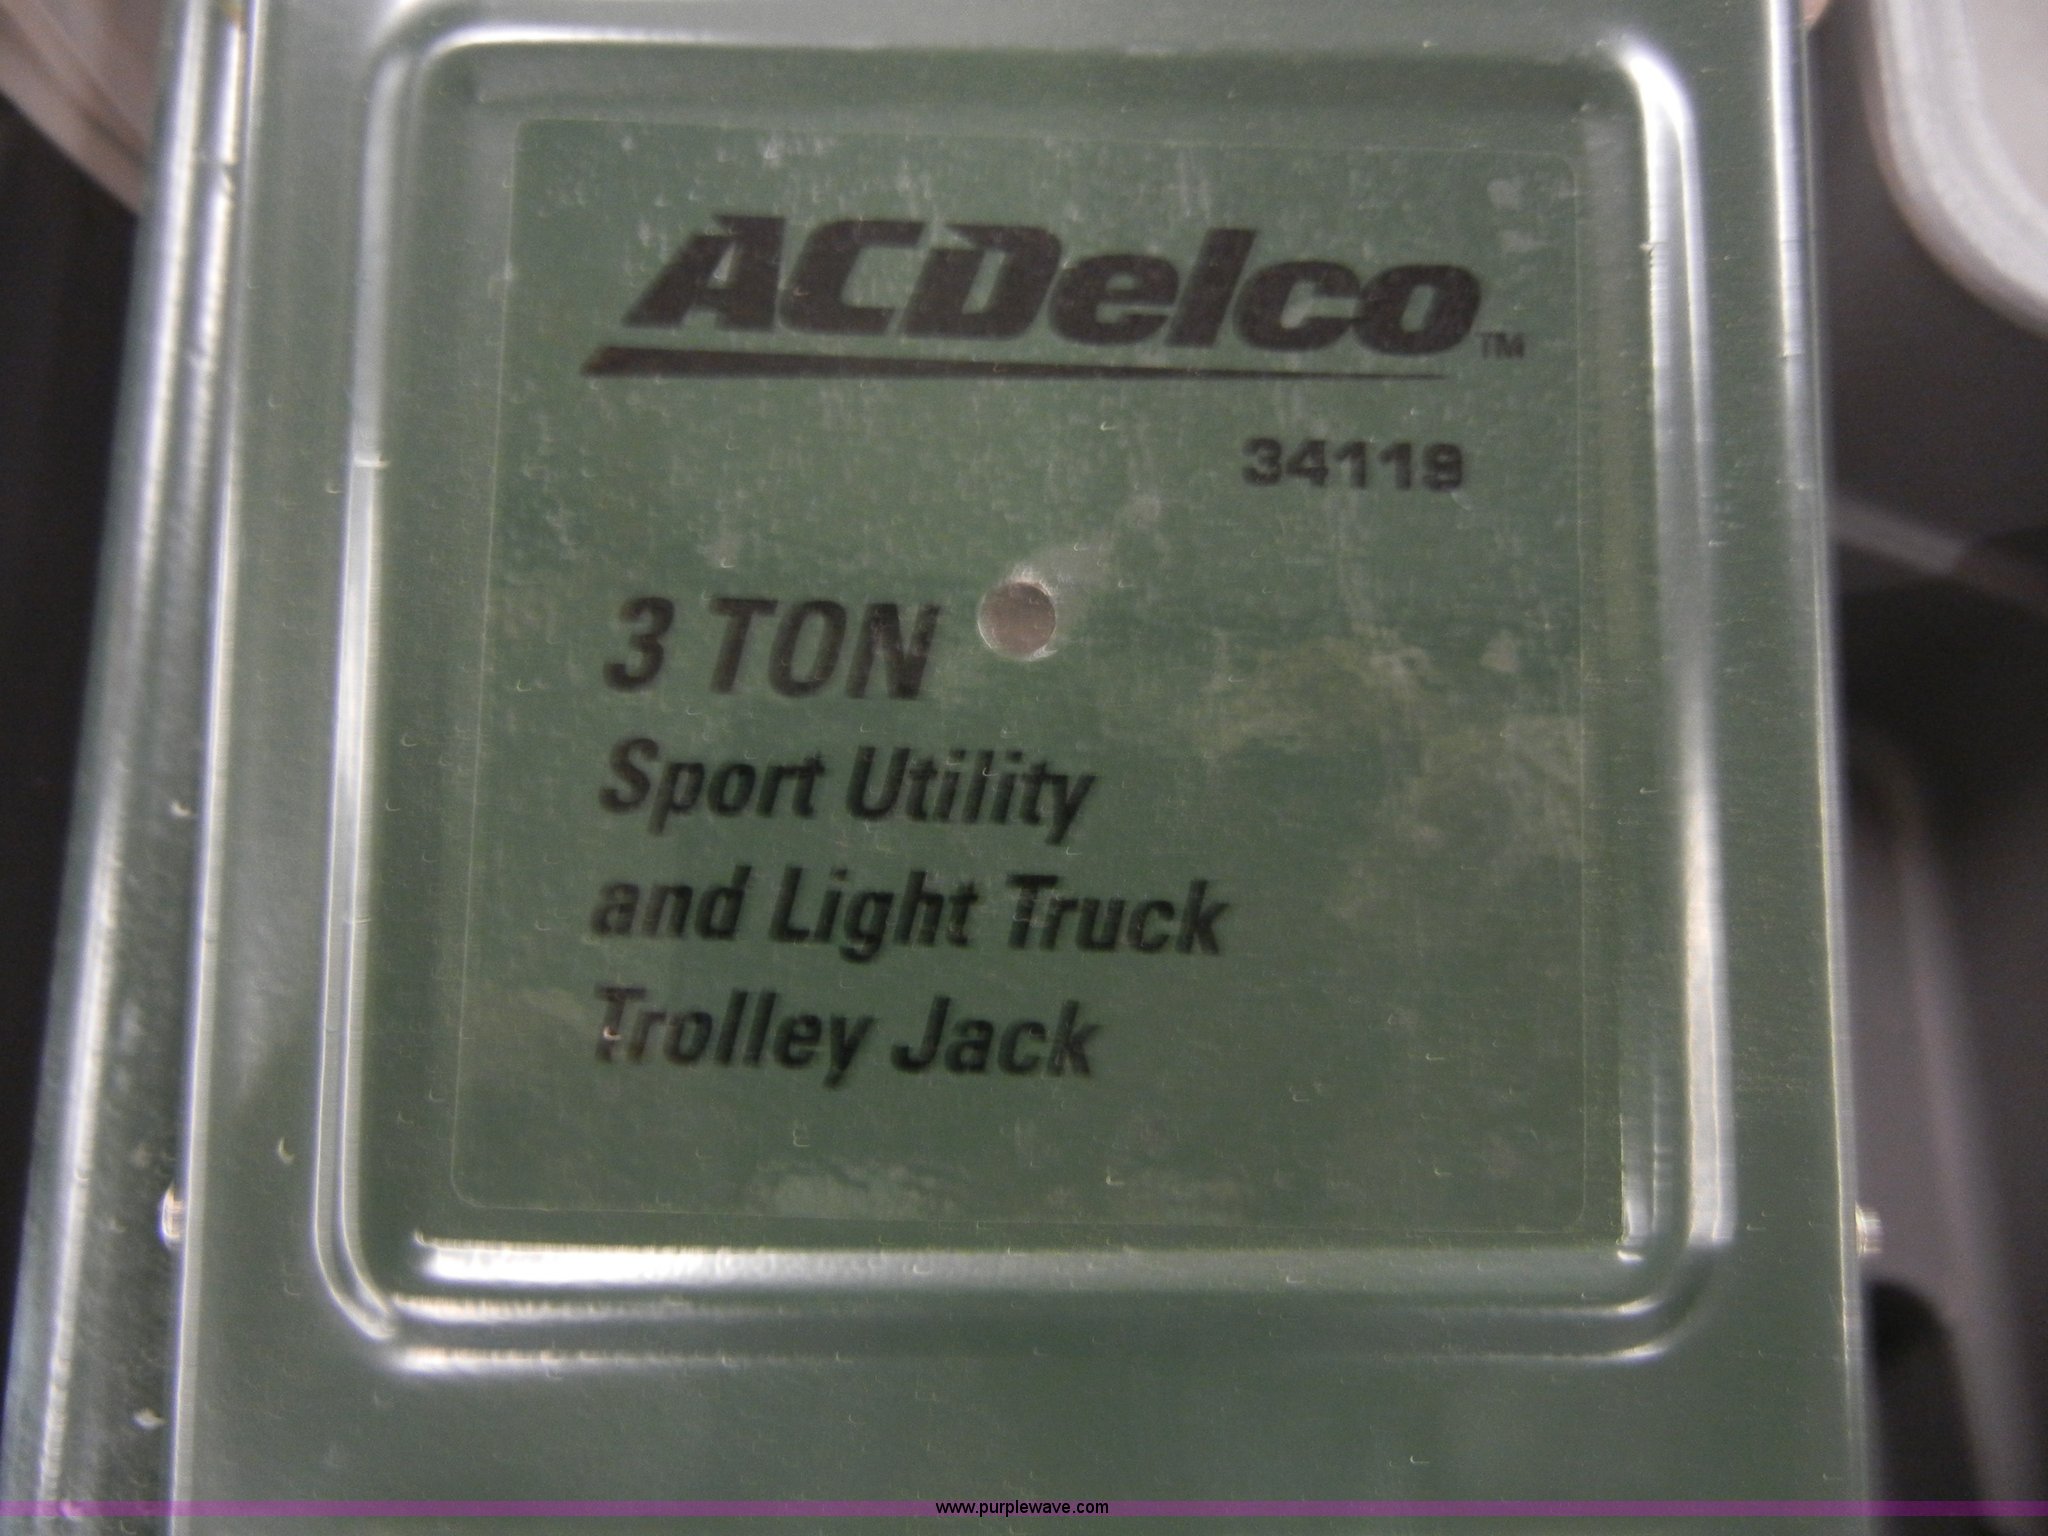 ACDelco™
34119
3 TON
Sport Utility
and Light Truck
Trolley Jack
www.purplewave.com